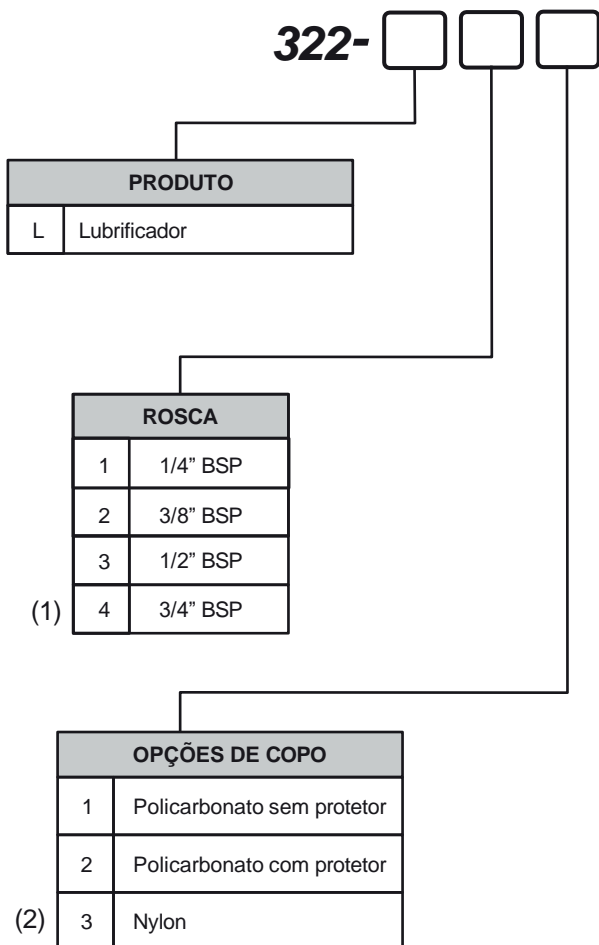 322-
PRODUTO
L Lubrificador
ROSCA
1 1/4” BSP
2 3/8” BSP
3 1/2” BSP
(1) 4 3/4” BSP
OPÇÕES DE COPO
1 Policarbonato sem protetor
2 Policarbonato com protetor
(2) 3 Nylon